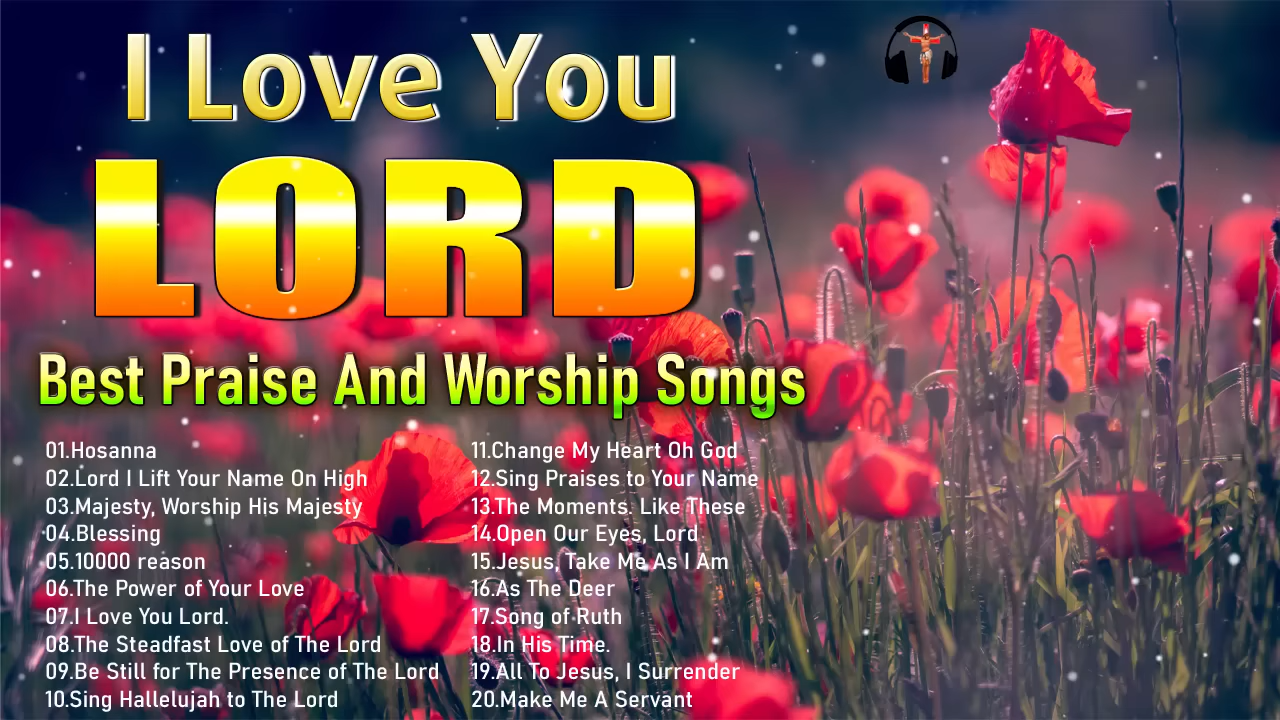 I Love You
LORD
Best Praise And Worship Songs
01.Hosanna
02.Lord I Lift Your Name On High
03.Majesty, Worship His Majesty
04.Blessing
05.10000 reason
06.The Power of Your Love
07.I Love You Lord.
08.The Steadfast Love of The Lord
09.Be Still for The Presence of The Lord
10.Sing Hallelujah to The Lord
11.Change My Heart Oh God
12.Sing Praises to Your Name
13.The Moments. Like These
14.Open Our Eyes, Lord
15.Jesus, Take Me As I Am
16.As The Deer
17.Song of Ruth
18.In His Time.
19.All To Jesus, I Surrender
20.Make Me A Servant